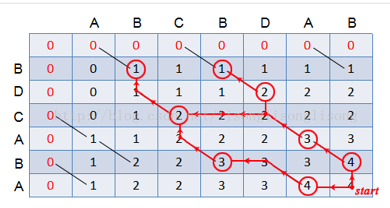 A B C B D A B
0 0 0 0 0 0 0 0
B 0 0 1 1 1 1 1 1
D 0 0 1 1 1 2 2 2
C 0 0 1 2 2 2 2 2
A 0 1 1 2 2 2 3 3
B 0 1 2 2 3 3 3 4
A 0 1 2 2 3 3 4 4
start